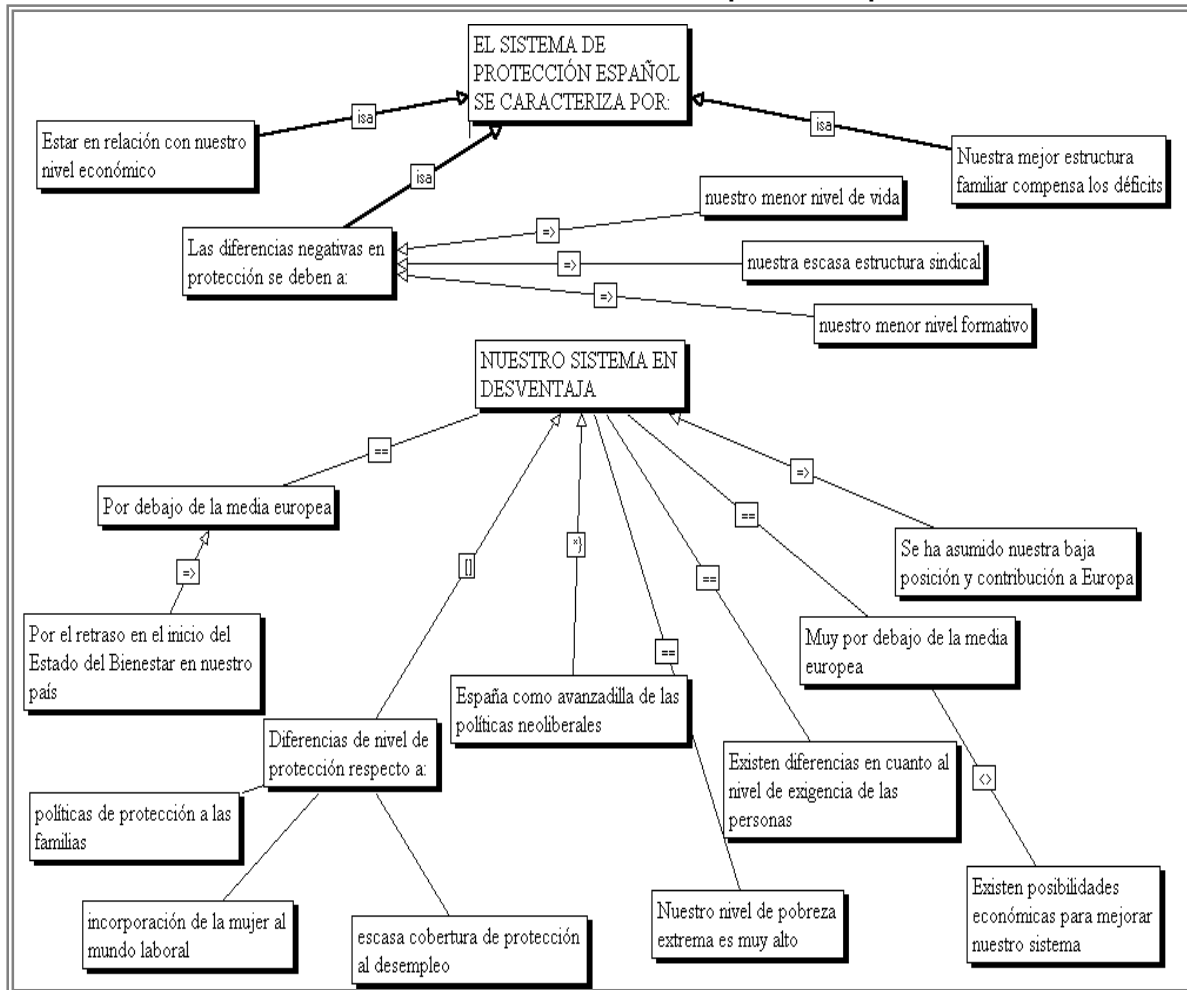 EL SISTEMA DE
PROTECCIÓN ESPAÑOL
SE CARACTERIZA POR:
isa
isa
isa
Estar en relación con nuestro
nivel económico
Nuestra mejor estructura
familiar compensa los déficits
Las diferencias negativas en
protección se deben a:
=>
nuestro menor nivel de vida
=>
nuestra escasa estructura sindical
=>
nuestro menor nivel formativo
NUESTRO SISTEMA EN
DESVENTAJA
==
Por debajo de la media europea
=>
Por el retraso en el inicio del
Estado del Bienestar en nuestro
país
[]
Diferencias de nivel de
protección respecto a:
políticas de protección a las
familias
incorporación de la mujer al
mundo laboral
escasa cobertura de protección
al desempleo
*}
España como avanzadilla de las
políticas neoliberales
==
Nuestro nivel de pobreza
extrema es muy alto
==
Existen diferencias en cuanto al
nivel de exigencia de las
personas
==
Muy por debajo de la media
europea
<>
Existen posibilidades
económicas para mejorar
nuestro sistema
=>
Se ha asumido nuestra baja
posición y contribución a Europa